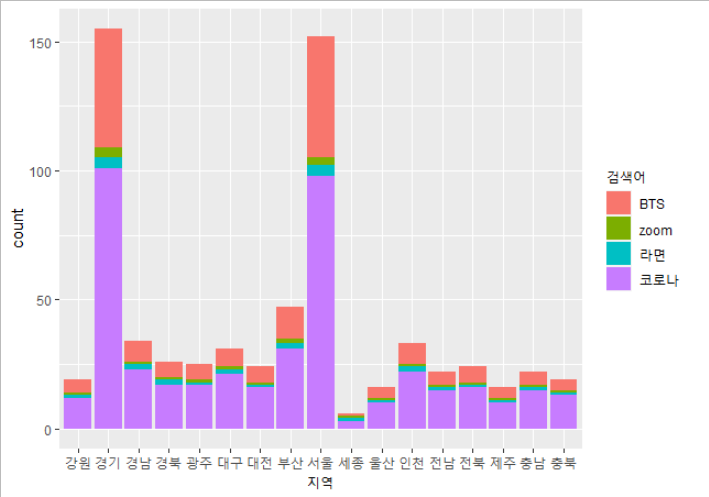 150
100
50
0
count
강원 경기 경남 경북 광주 대구 대전 부산 서울 세종 울산 인천 전남 전북 제주 충남 충북
지역
검색어
BTS
zoom
라면
코로나